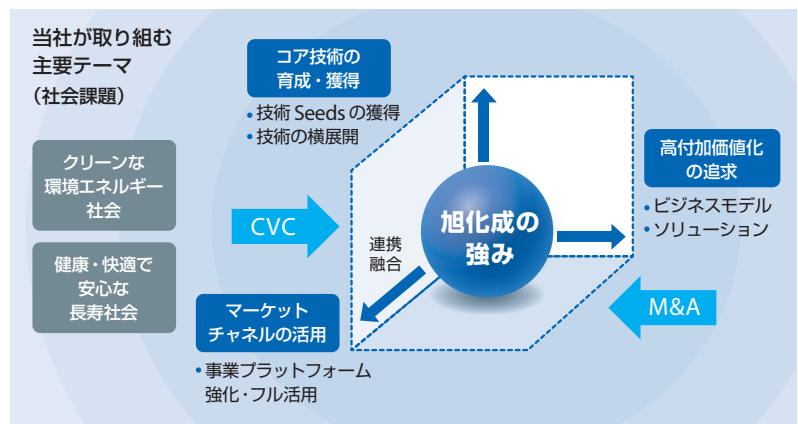 当社が取り組む
主要テーマ
（社会課題）
クリーンな
環境エネルギー
社会
健康・快適で
安心な
長寿社会
コア技術の
育成・獲得
・技術 Seeds の獲得
・技術の横展開
CVC
連携
融合
旭化成の
強み
高付加価値化
の追求
・ビジネスモデル
・ソリューション
M&A
マーケット
チャネルの活用
・事業プラットフォーム
強化・フル活用